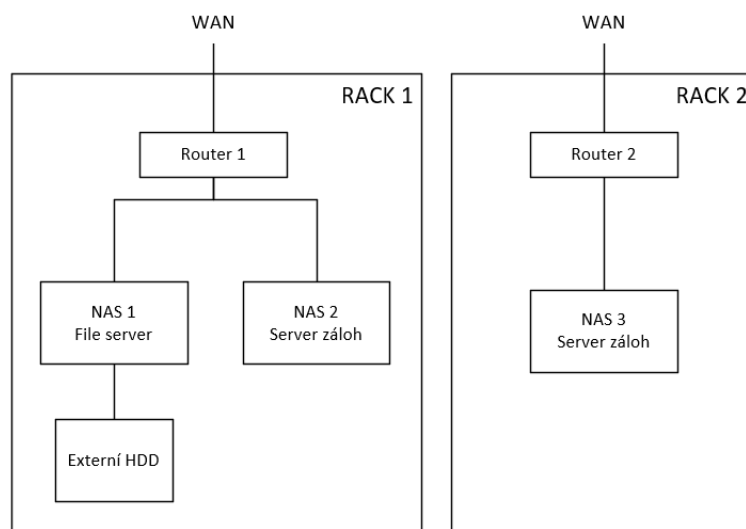 WAN
WAN
RACK 1
RACK 2
Router 1
Router 2
NAS 1
File server
NAS 2
Server záloh
NAS 3
Server záloh
Externí HDD